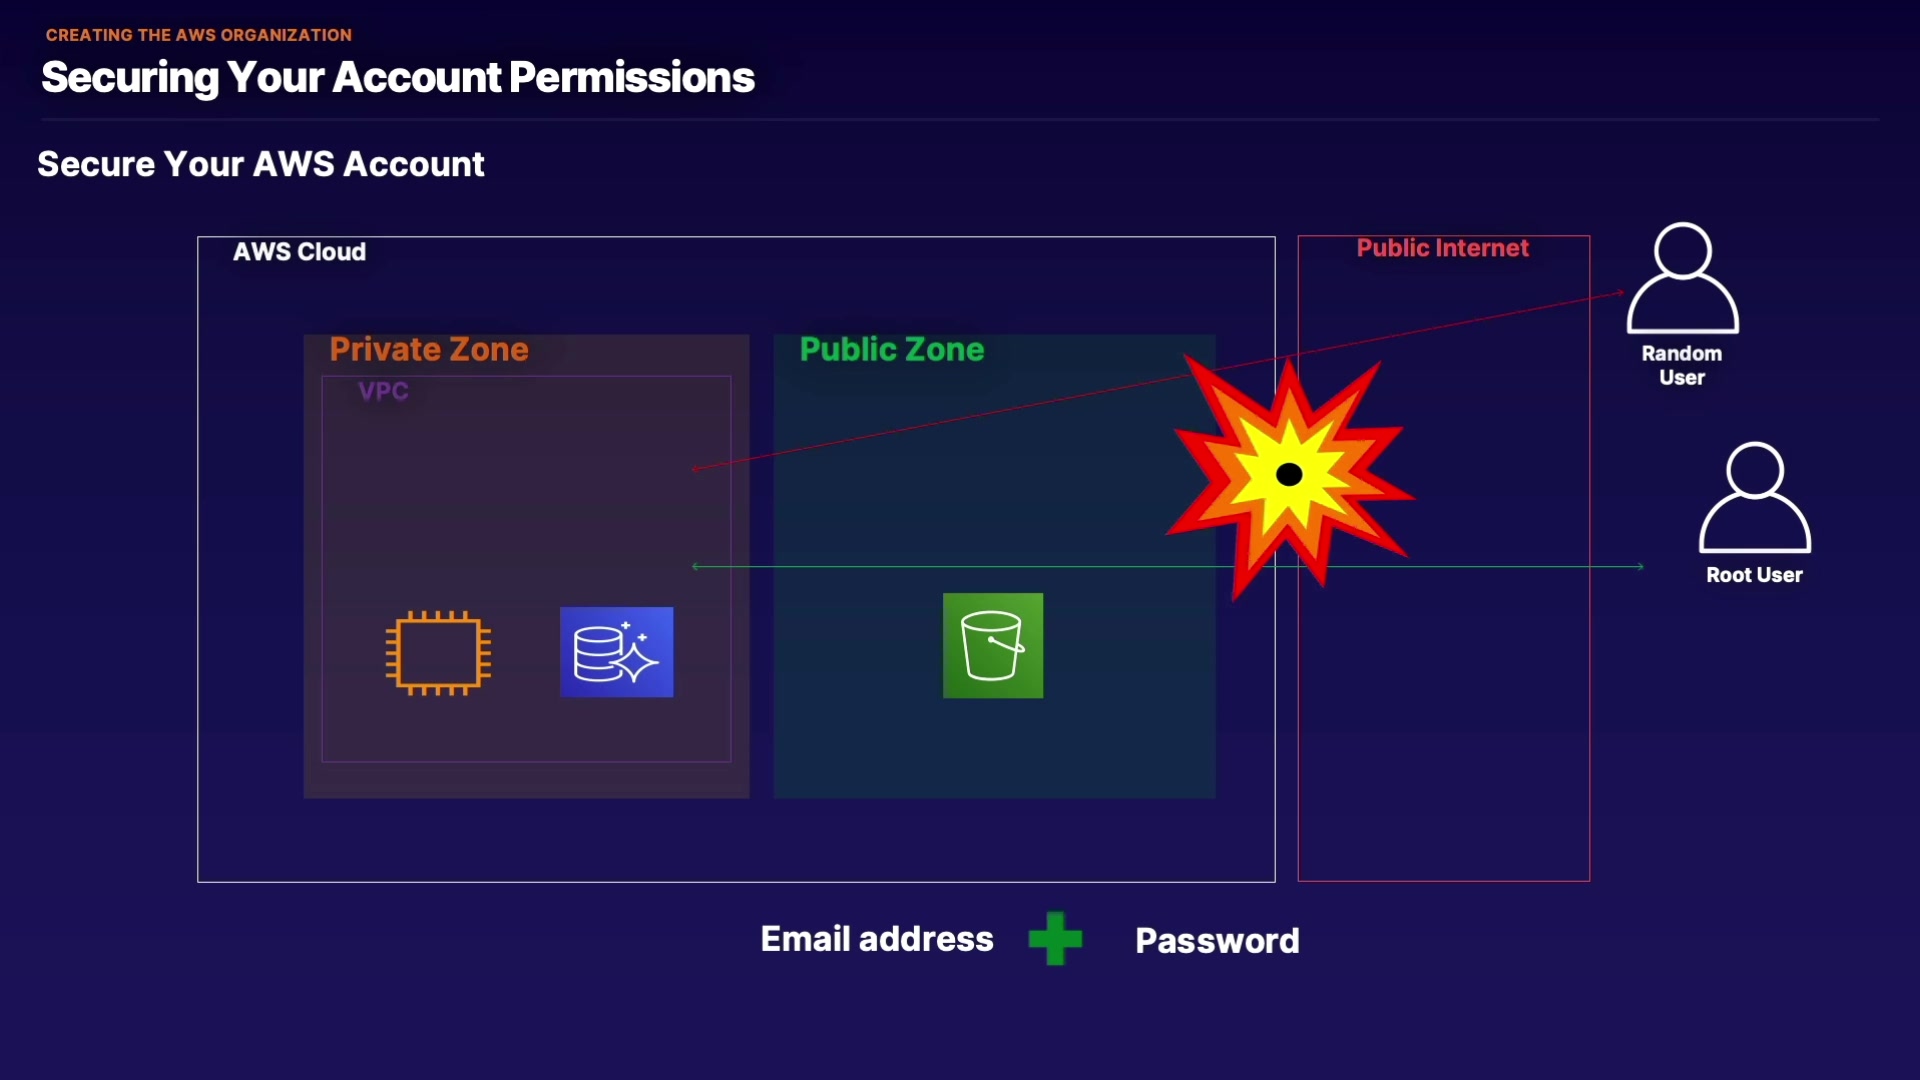 CREATING THE AWS ORGANIZATION
Securing Your Account Permissions
Secure Your AWS Account
AWS Cloud
Public Internet
Private Zone
Public Zone
VPC
Random
User
Root User
Email address
Password